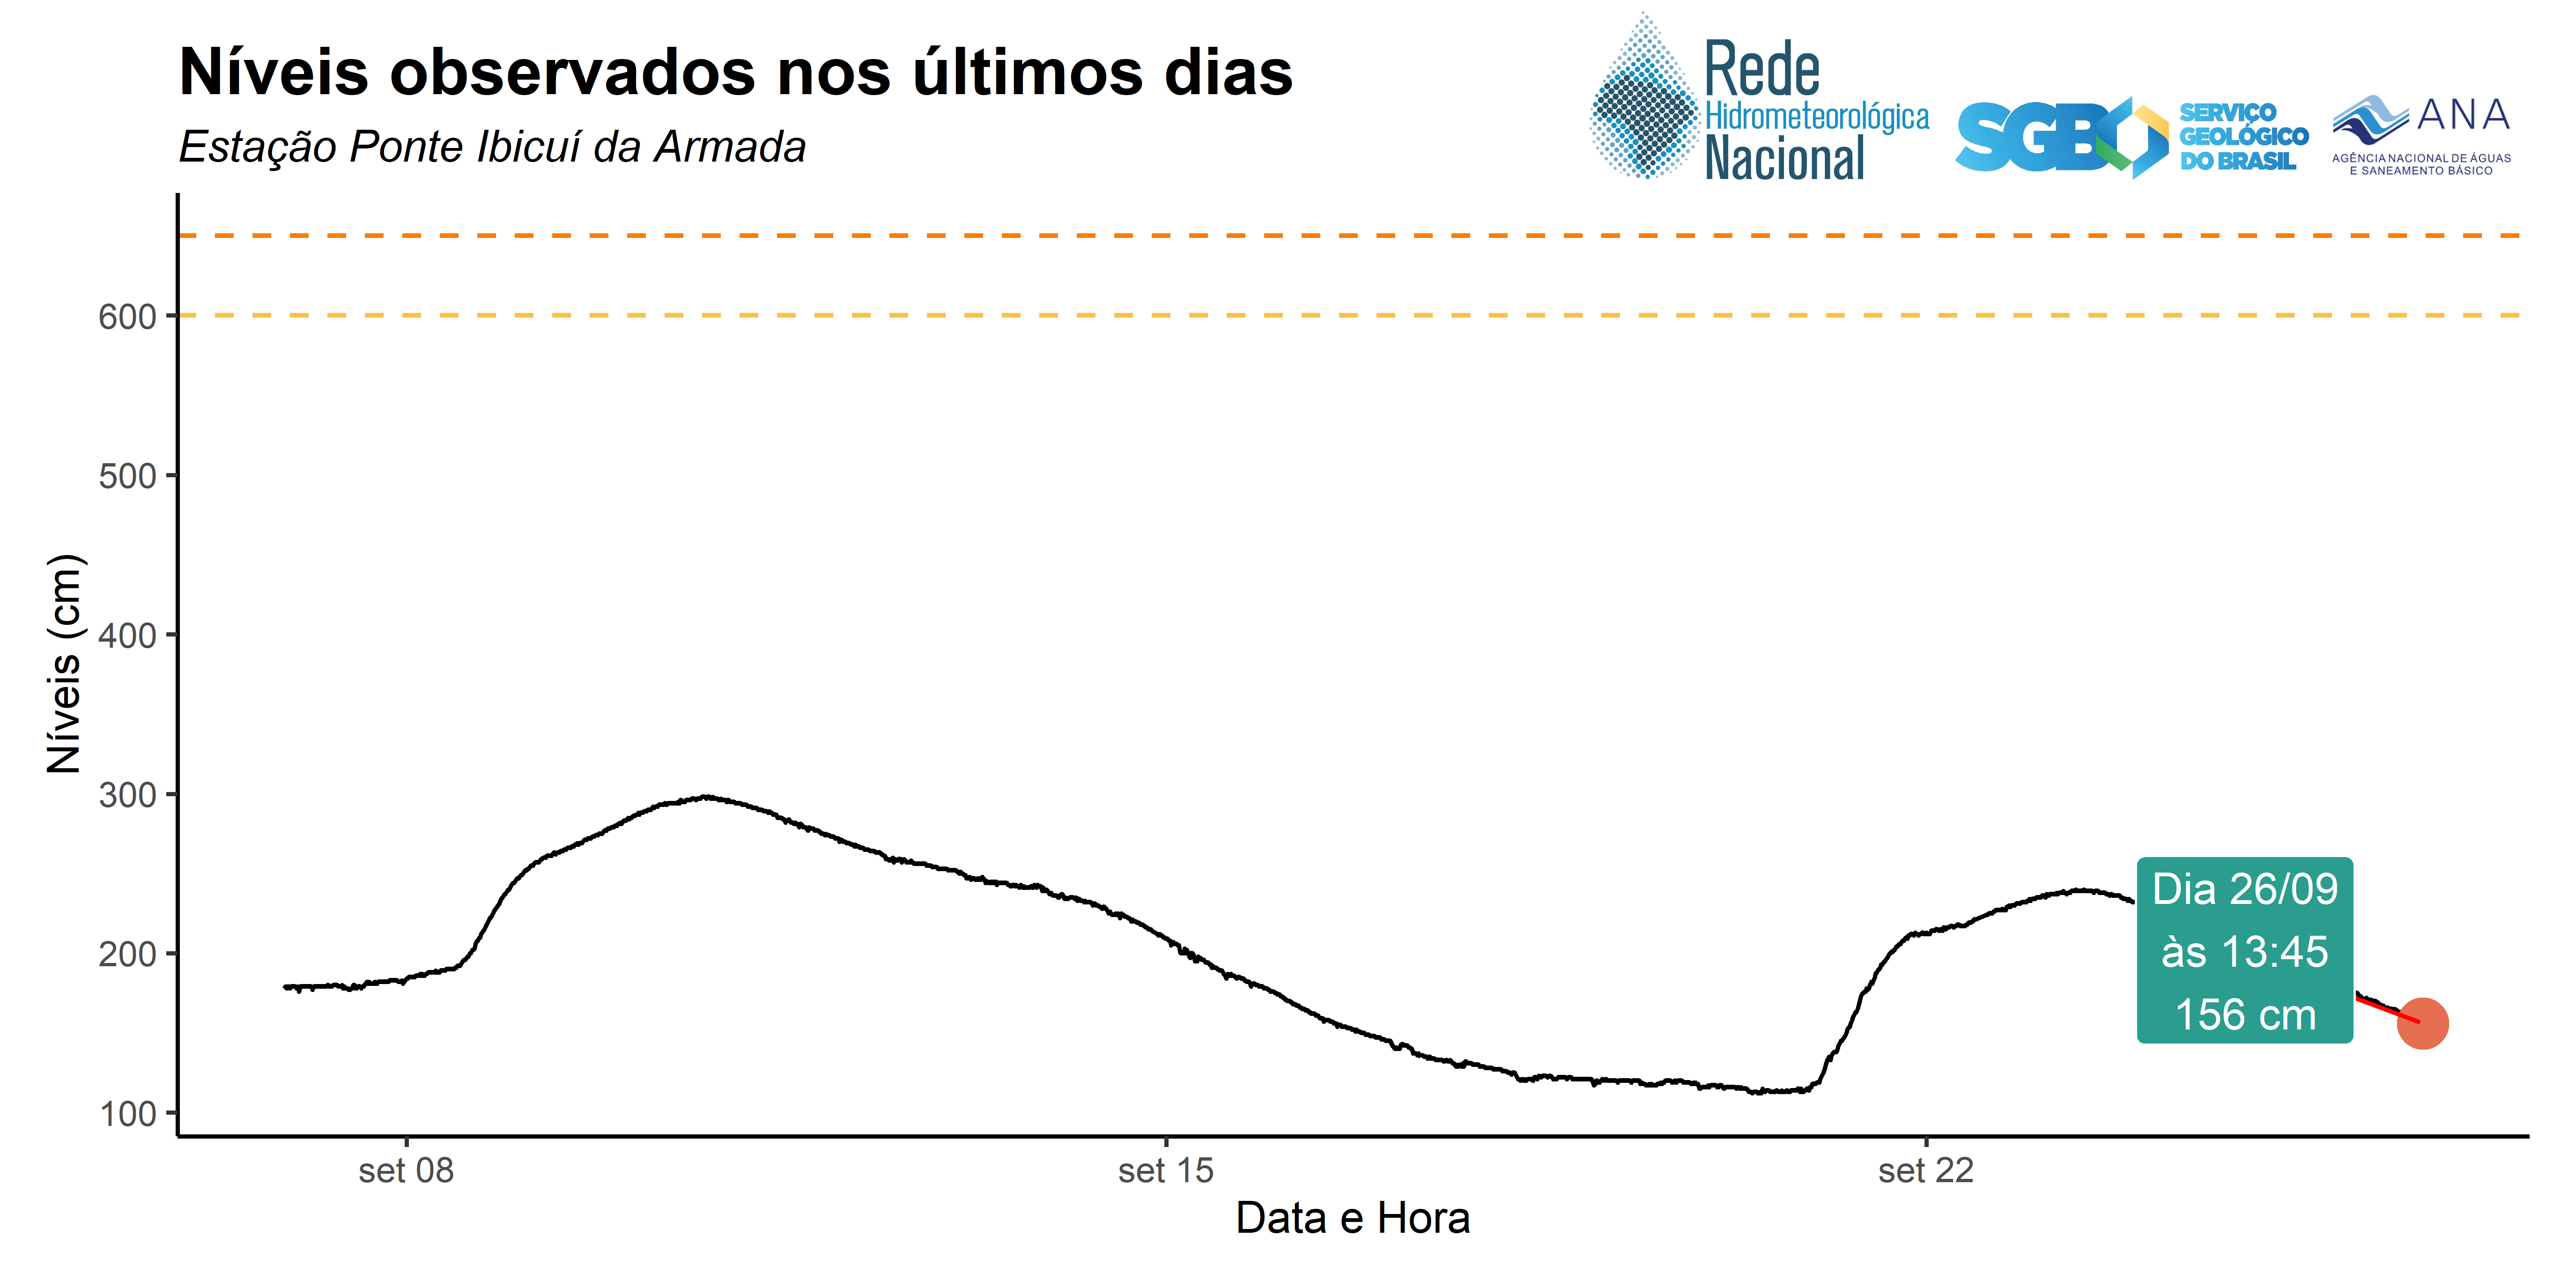 Níveis observados nos últimos dias
Estação Ponte Ibicuí da Armada
Rede
Hidrometeorológica
Nacional
SGB
SERVIÇO
GEOLÓGICO
DO BRASIL
ANA
AGÊNCIA NACIONAL DE ÁGUAS
E SANEAMENTO BÁSICO
Níveis (cm)
600
500
400
300
200
100
Dia 26/09
às 13:45
156 cm
set 08
set 15
set 22
Data e Hora